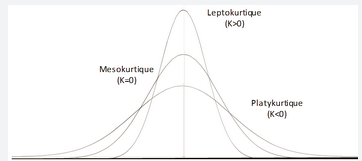 Leptokurtique
(K>0)
Mesokurtique
(K=0)
Platykurtique
(K<0)